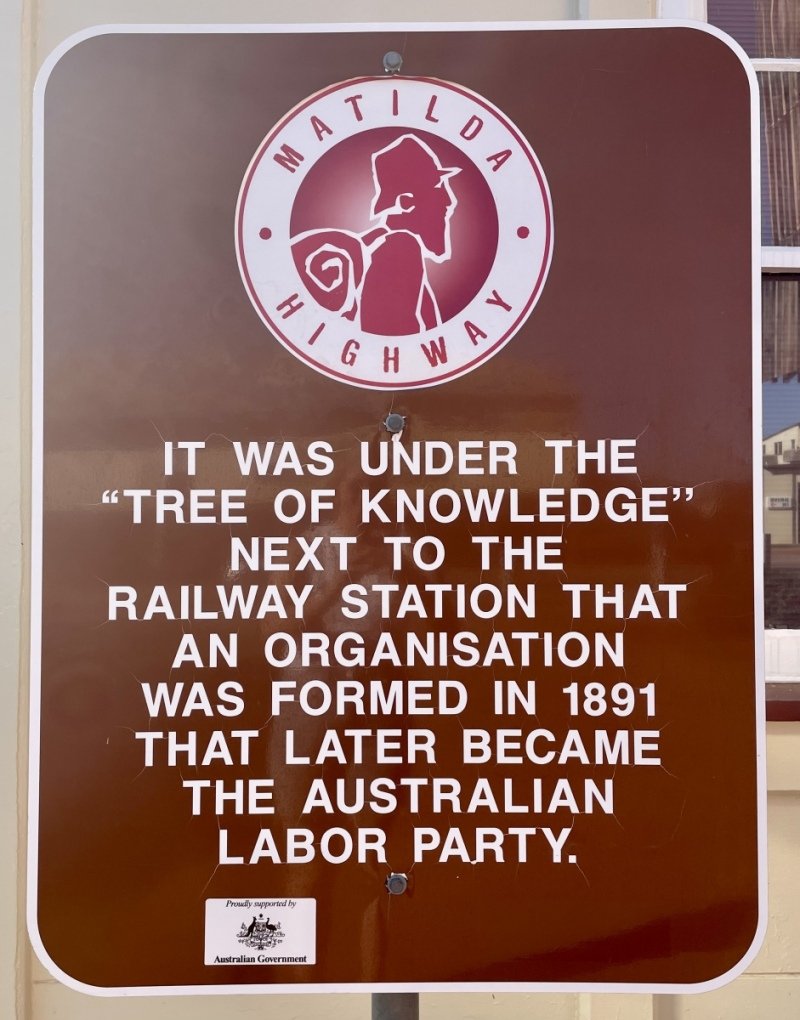 MATILDA
HIGHWAY
IT WAS UNDER THE
“TREE OF KNOWLEDGE”
NEXT TO THE
RAILWAY STATION THAT
AN ORGANISATION
WAS FORMED IN 1891
THAT LATER BECAME
THE AUSTRALIAN
LABOR PARTY.
Proudly supported by
Australian Government